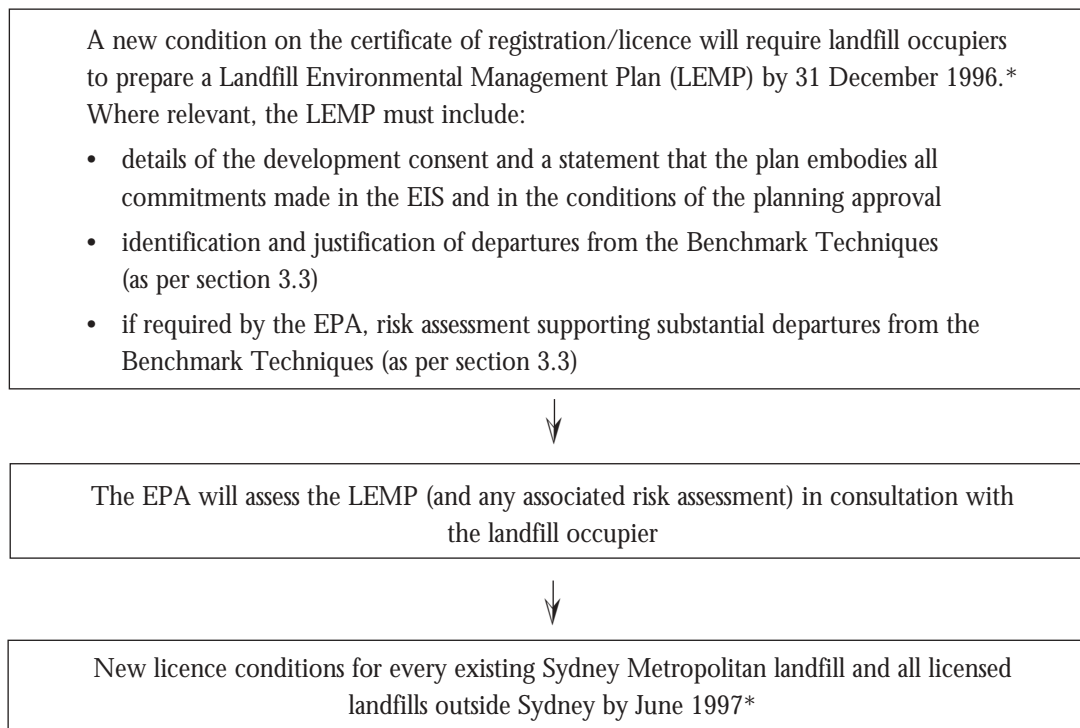 A new condition on the certificate of registration/licence will require landfill occupiers
to prepare a Landfill Environmental Management Plan (LEMP) by 31 December 1996.*
Where relevant, the LEMP must include:
• details of the development consent and a statement that the plan embodies all
commitments made in the EIS and in the conditions of the planning approval
• identification and justification of departures from the Benchmark Techniques
(as per section 3.3)
• if required by the EPA, risk assessment supporting substantial departures from the
Benchmark Techniques (as per section 3.3)
The EPA will assess the LEMP (and any associated risk assessment) in consultation with
the landfill occupier
New licence conditions for every existing Sydney Metropolitan landfill and all licensed
landfills outside Sydney by June 1997*